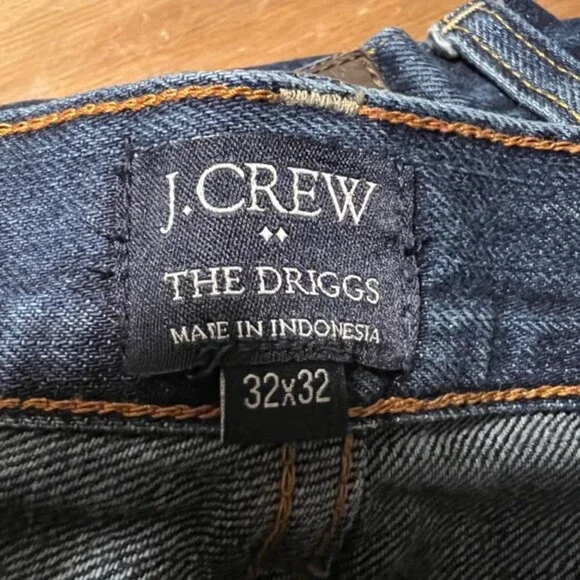 J.CREW
THE DRIGGS
MADE IN INDONESIA
32x32